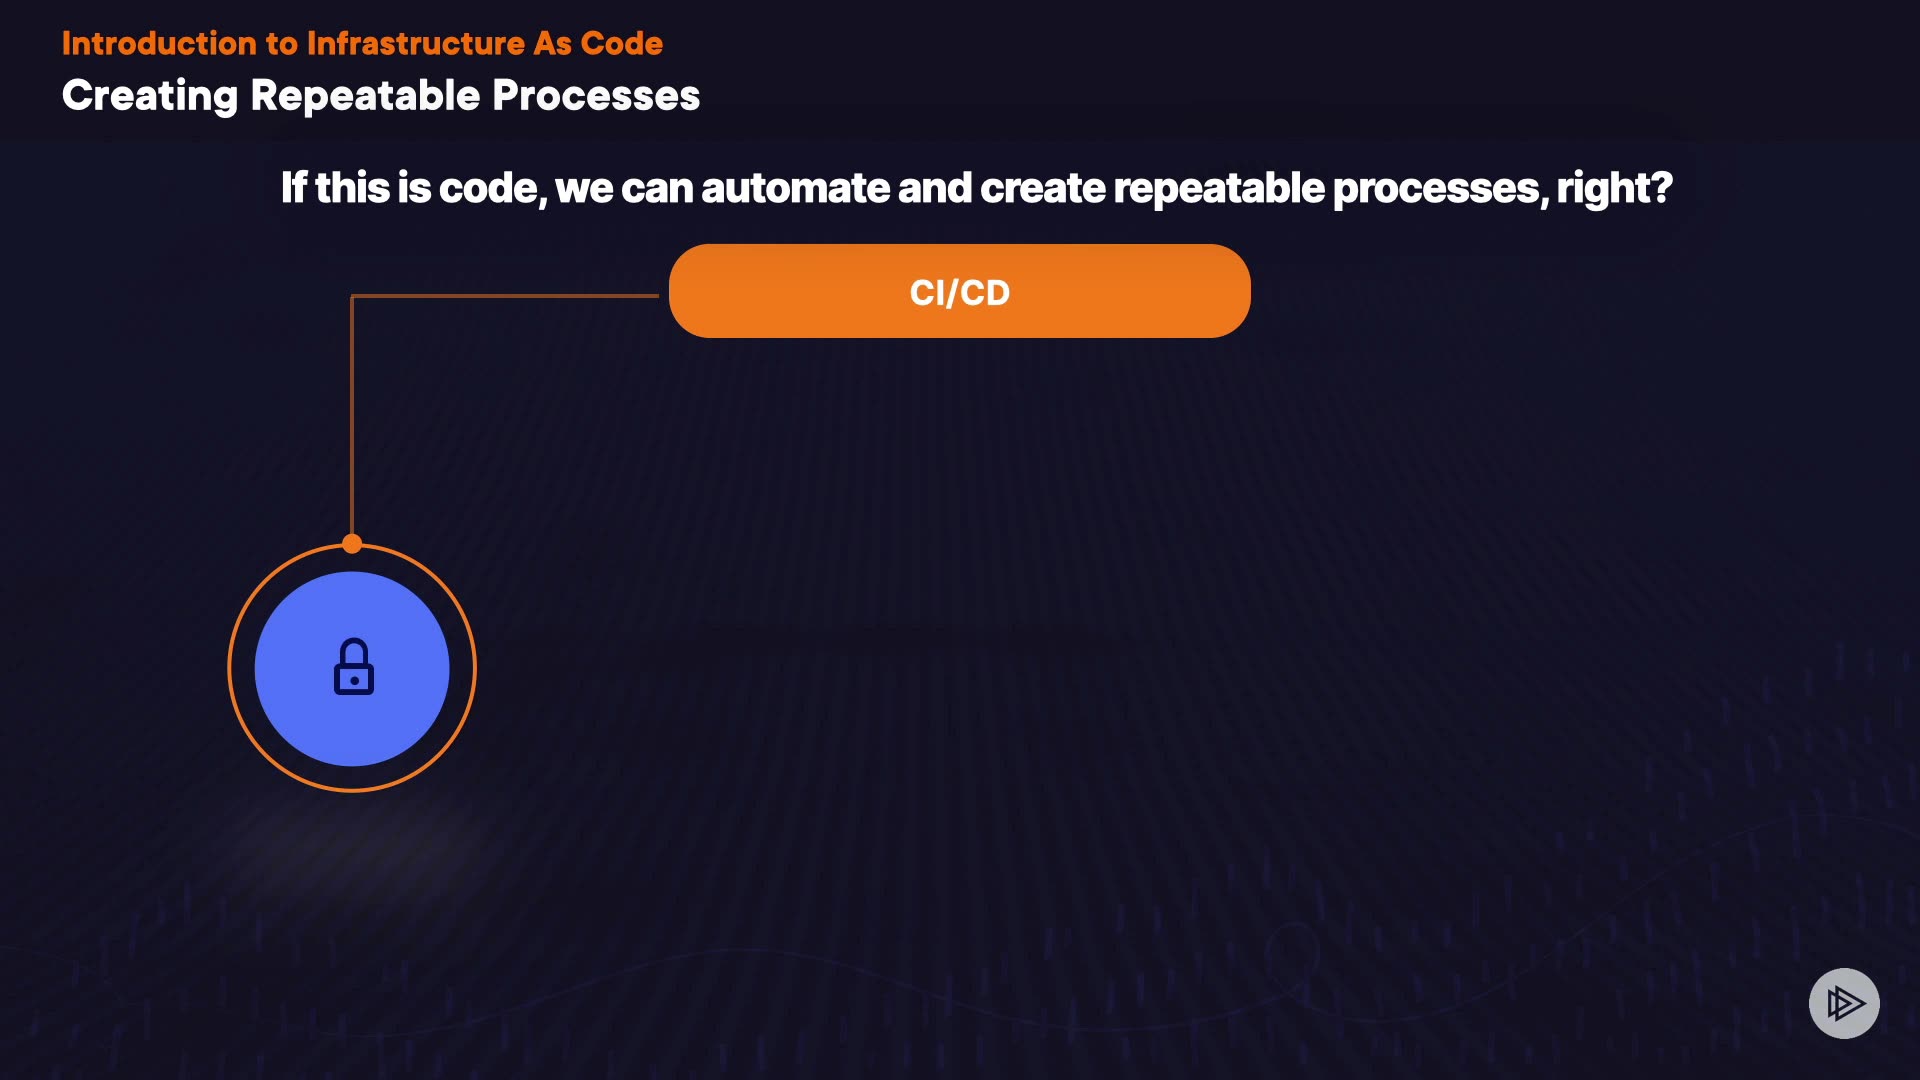 Introduction to Infrastructure As Code
Creating Repeatable Processes
If this is code, we can automate and create repeatable processes, right?
CI/CD